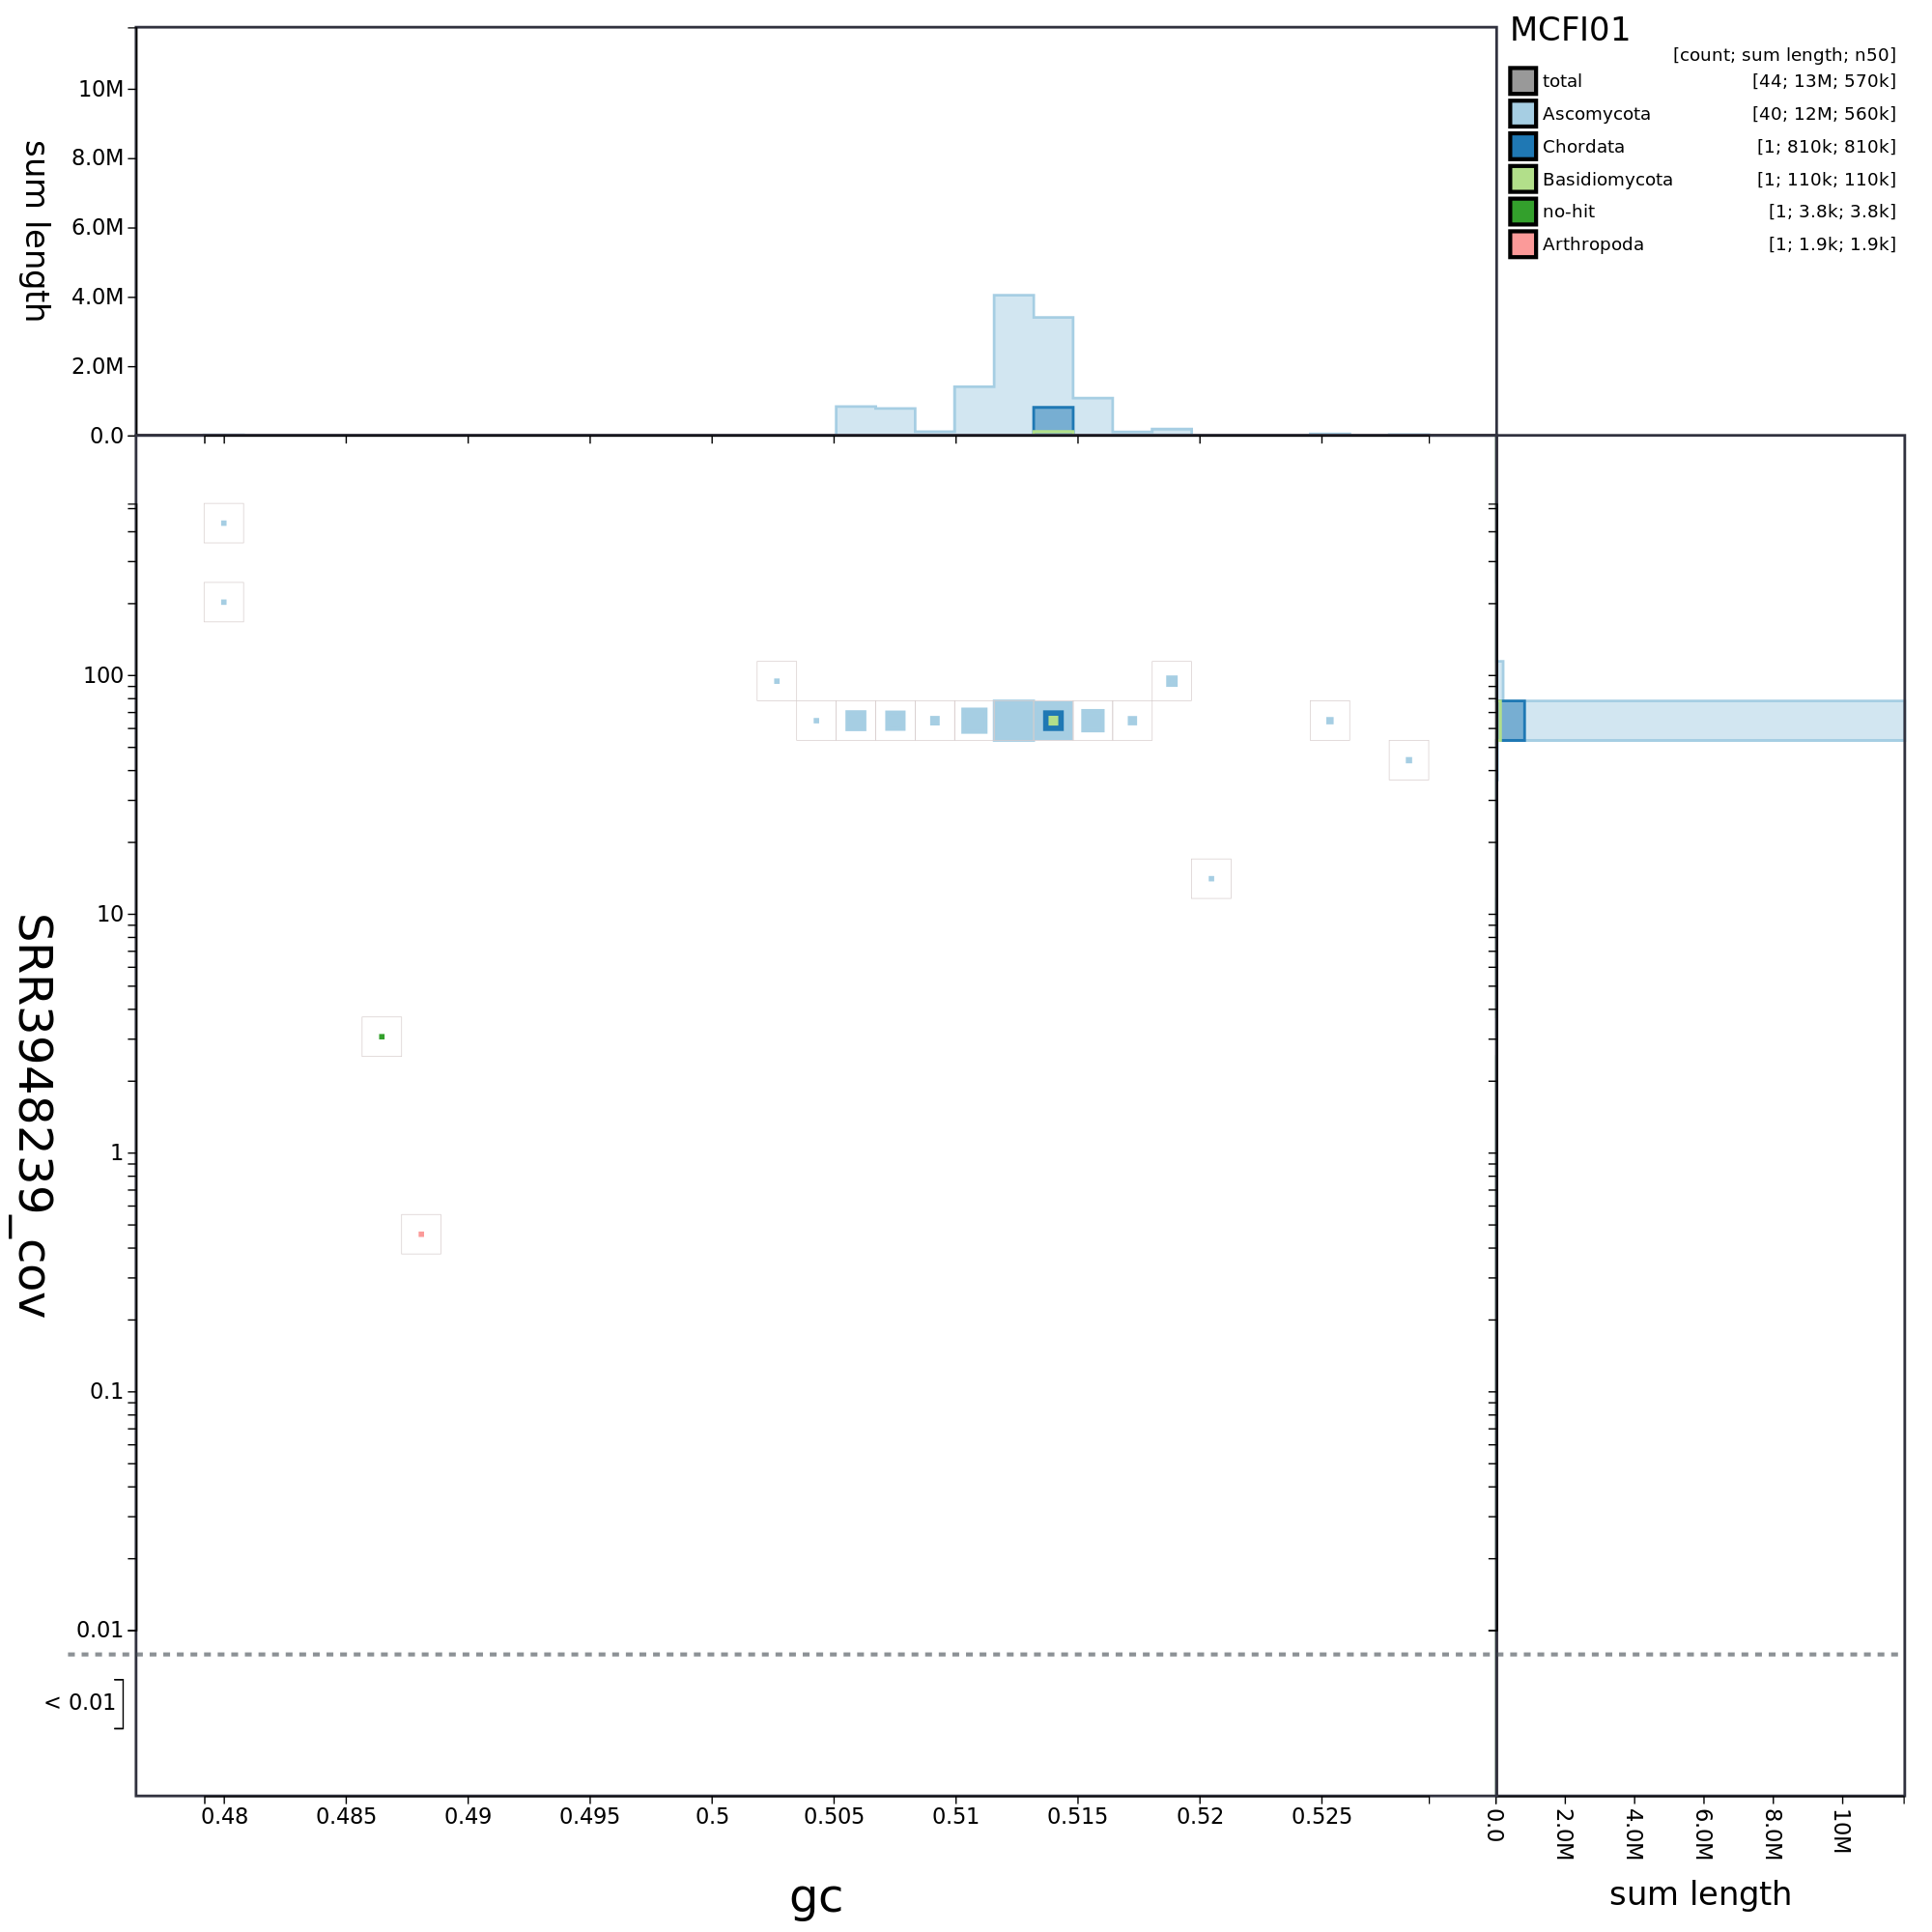 MCFI01
[count; sum length; n50]
total [44; 13M; 570k]
Ascomycota [40; 12M; 560k]
Chordata [1; 810k; 810k]
Basidiomycota [1; 110k; 110k]
no-hit [1; 3.8k; 3.8k]
Arthropoda [1; 1.9k; 1.9k]
sum length
10M
8.0M
6.0M
4.0M
2.0M
0.0
SRR3948239_cov
100
10
1
0.1
0.01
< 0.01
0.48 0.485 0.49 0.495 0.5 0.505 0.51 0.515 0.52 0.525
gc
0.0 2.0M 4.0M 6.0M 8.0M 10M
sum length